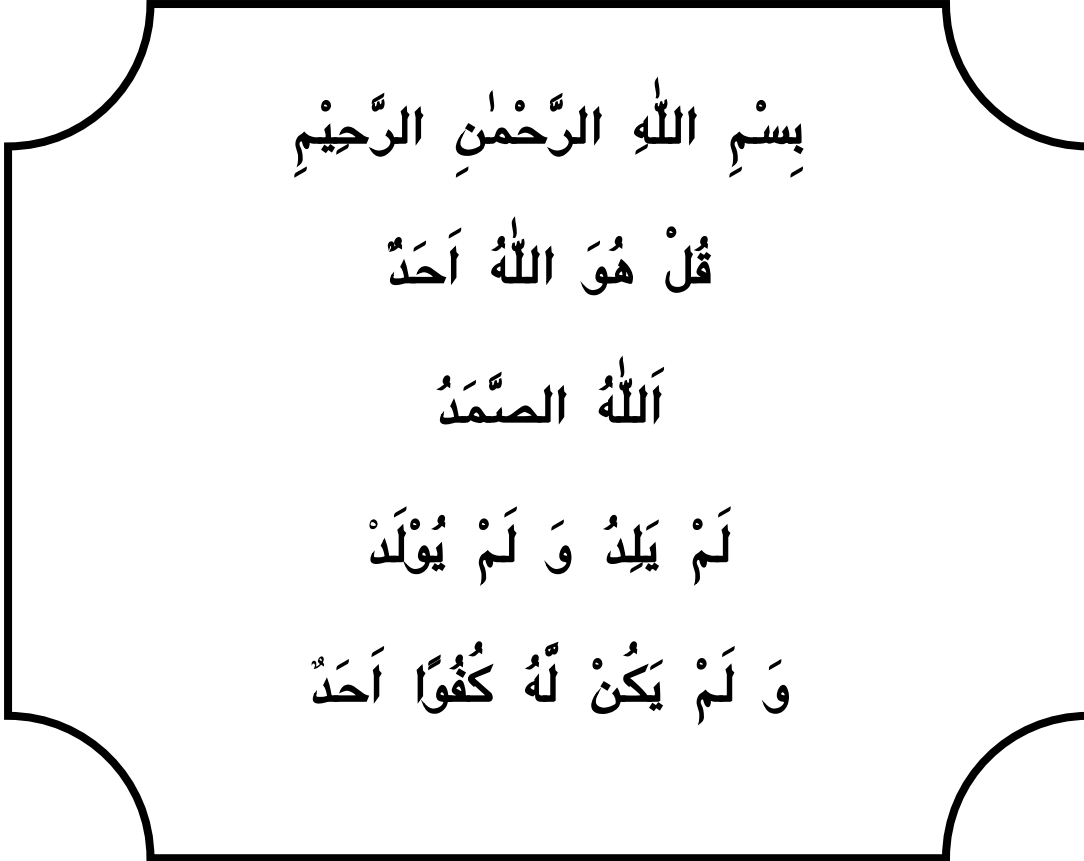 بِسْمِ اللّٰهِ الرَّحْمٰنِ الرَّحِيْمِ
قُلْ هُوَ اللّٰهُ اَحَدٌ
اَللّٰهُ الصَّمَدُ
لَمْ يَلِدُ وَ لَمْ يُوْلَدْ
وَ لَمْ يَكُنْ لَّهُ كُفُوًا اَحَدٌ